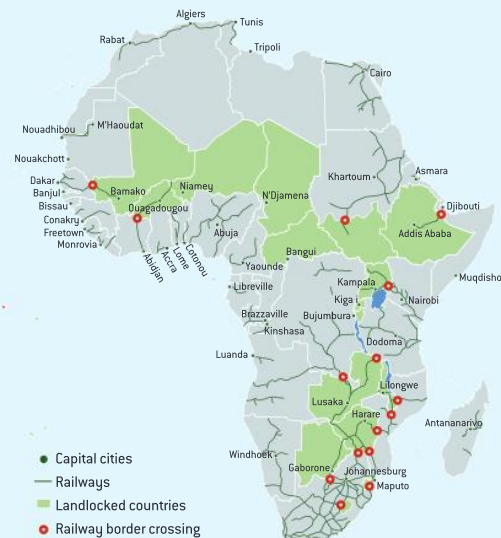 Algiers
Tunis
Rabat
Tripoli
Cairo
M'Haoudat
Nouadhibou
Nouakchott
Dakar
Banjul
Bissau
Conakry
Freetown
Monrovia
Bamako
Niamey
Ouagadougou
Abidjan
Accra
Lome
Cotonou
N'Djamena
Abuja
Khartoum
Asmara
Djibouti
Addis Ababa
Bangui
Yaounde
Libreville
Kampala
Kiga
Nairobi
Muqdisho
Brazzaville
Kinshasa
Bujumbura
Dodoma
Luanda
Lilongwe
Lusaka
Harare
Antananarivo
Windhoek
Gaborone
Johannesburg
Maputo
Capital cities
Railways
Landlocked countries
Railway border crossing